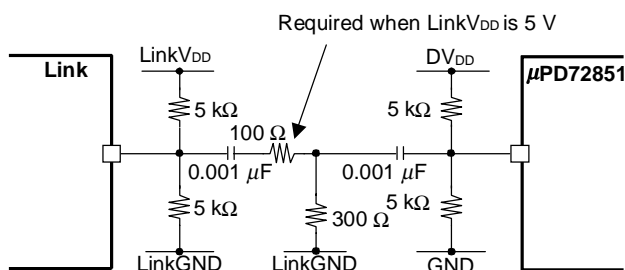 Required when LinkVDD is 5 V
Link
LinkVDD
DVDD
µPD72851
5 kΩ
5 kΩ
100 Ω
0.001 µF
0.001 µF
5 kΩ
300 Ω
5 kΩ
LinkGND
LinkGND
GND